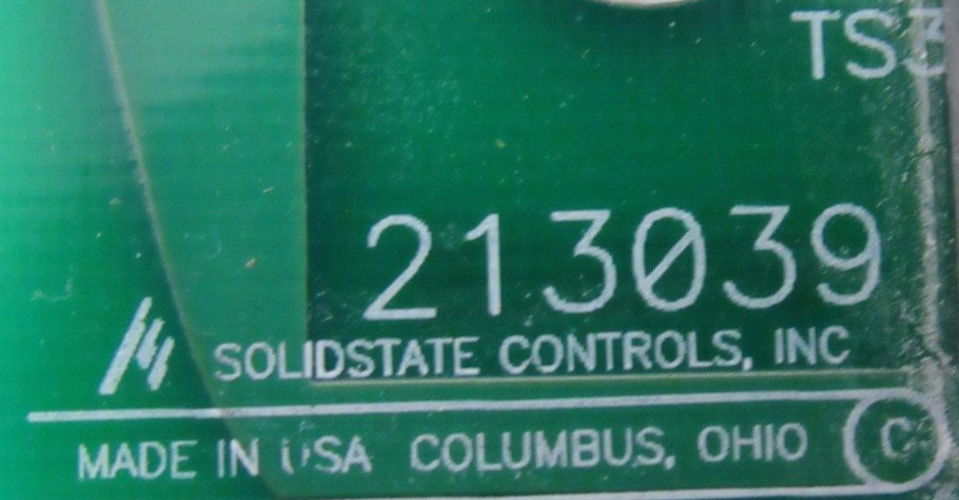 TS3
213039
SOLIDSTATE CONTROLS, INC
MADE IN USA COLUMBUS, OHIO
C